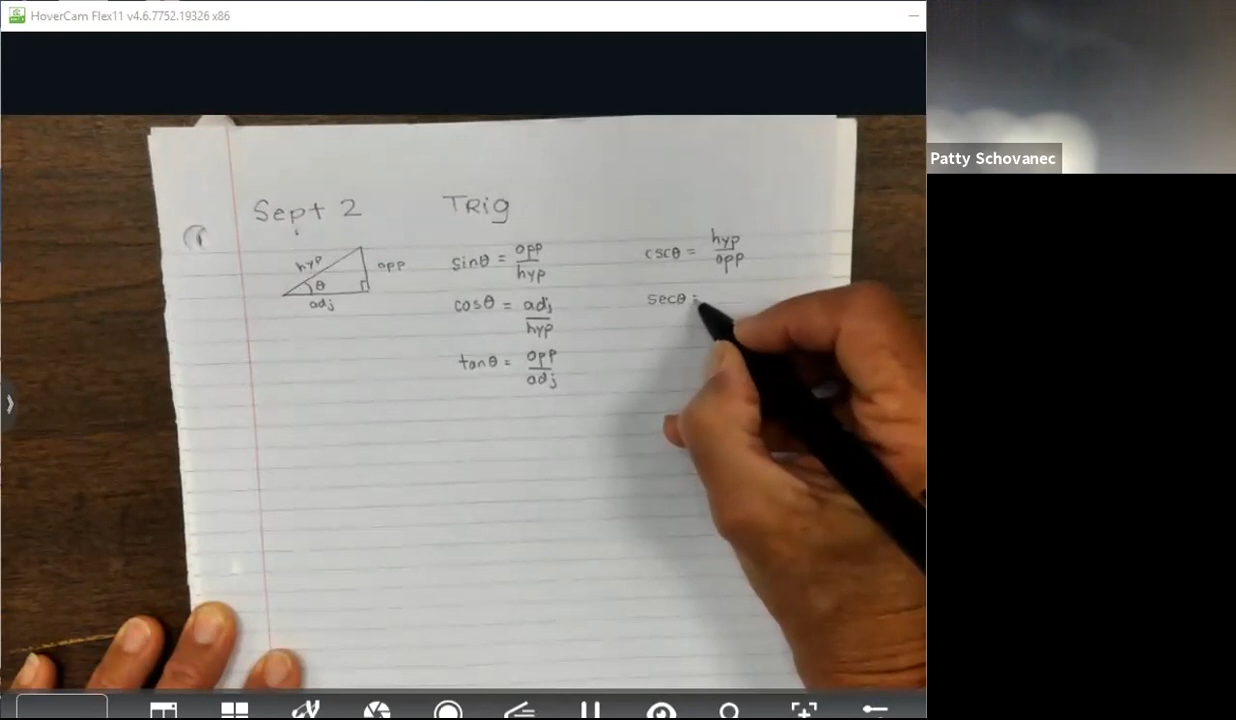 HoverCam Flex11 v4.6.7752.19326 x86
Patty Schovanec
Sept 2 Trig
hyp
opp
θ
adj
sinθ = opp/hyp
cosθ = adj/hyp
tanθ = opp/adj
cscθ = hyp/opp
secθ =